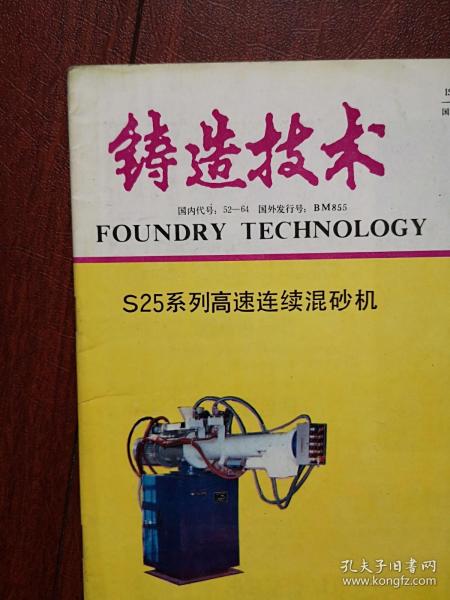 铸造技术
国内代号：52—64 国外发行号：BM855
FOUNDRY TECHNOLOGY
S25系列高速连续混砂机
孔夫子旧书网
www.kongfz.com